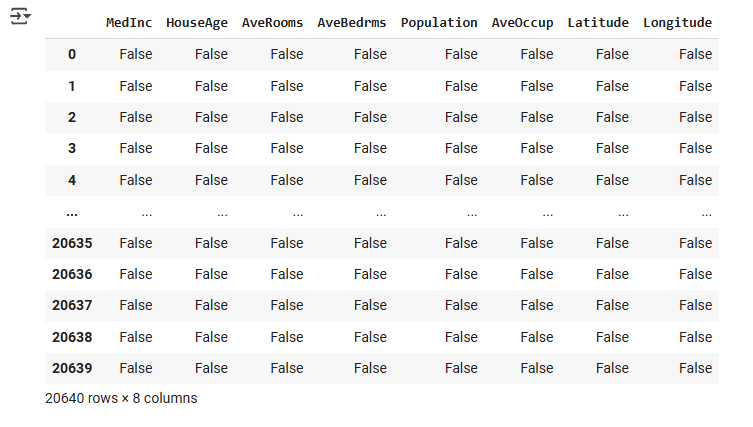 MedInc HouseAge AveRooms AveBedrms Population AveOccup Latitude Longitude
0 False False False False False False False False
1 False False False False False False False False
2 False False False False False False False False
3 False False False False False False False False
4 False False False False False False False False
... ... ... ... ... ... ... ... ...
20635 False False False False False False False False
20636 False False False False False False False False
20637 False False False False False False False False
20638 False False False False False False False False
20639 False False False False False False False False
20640 rows × 8 columns